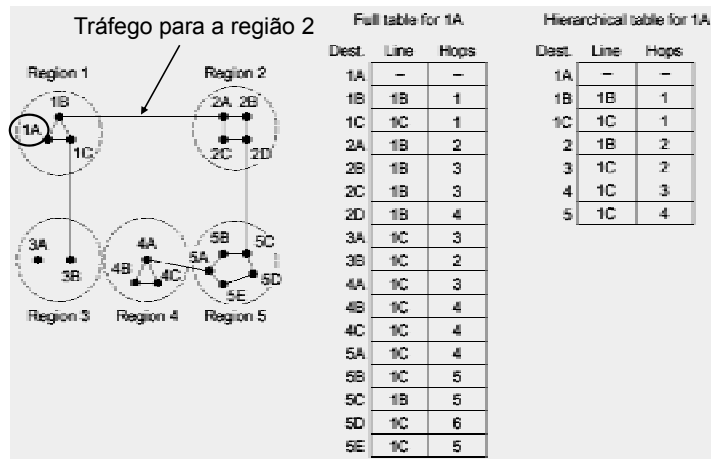 Tráfego para a região 2
Region 1
Region 2
1B
1A
1C
2A 2B
2C 2D
3A
3B
4A
4B
4C
5A
5B
5C
5D
5E
Region 3
Region 4
Region 5
Full table for 1A
Dest. Line Hops
1A – –
1B 1B 1
1C 1C 1
2A 1B 2
2B 1B 3
2C 1B 3
2D 1B 4
3A 1C 3
3B 1C 2
4A 1C 3
4B 1C 4
4C 1C 4
5A 1C 4
5B 1C 5
5C 1B 5
5D 1C 6
5E 1C 5
Hierarchical table for 1A
Dest. Line Hops
1A – –
1B 1B 1
1C 1C 1
2 1B 2
3 1C 2
4 1C 3
5 1C 4